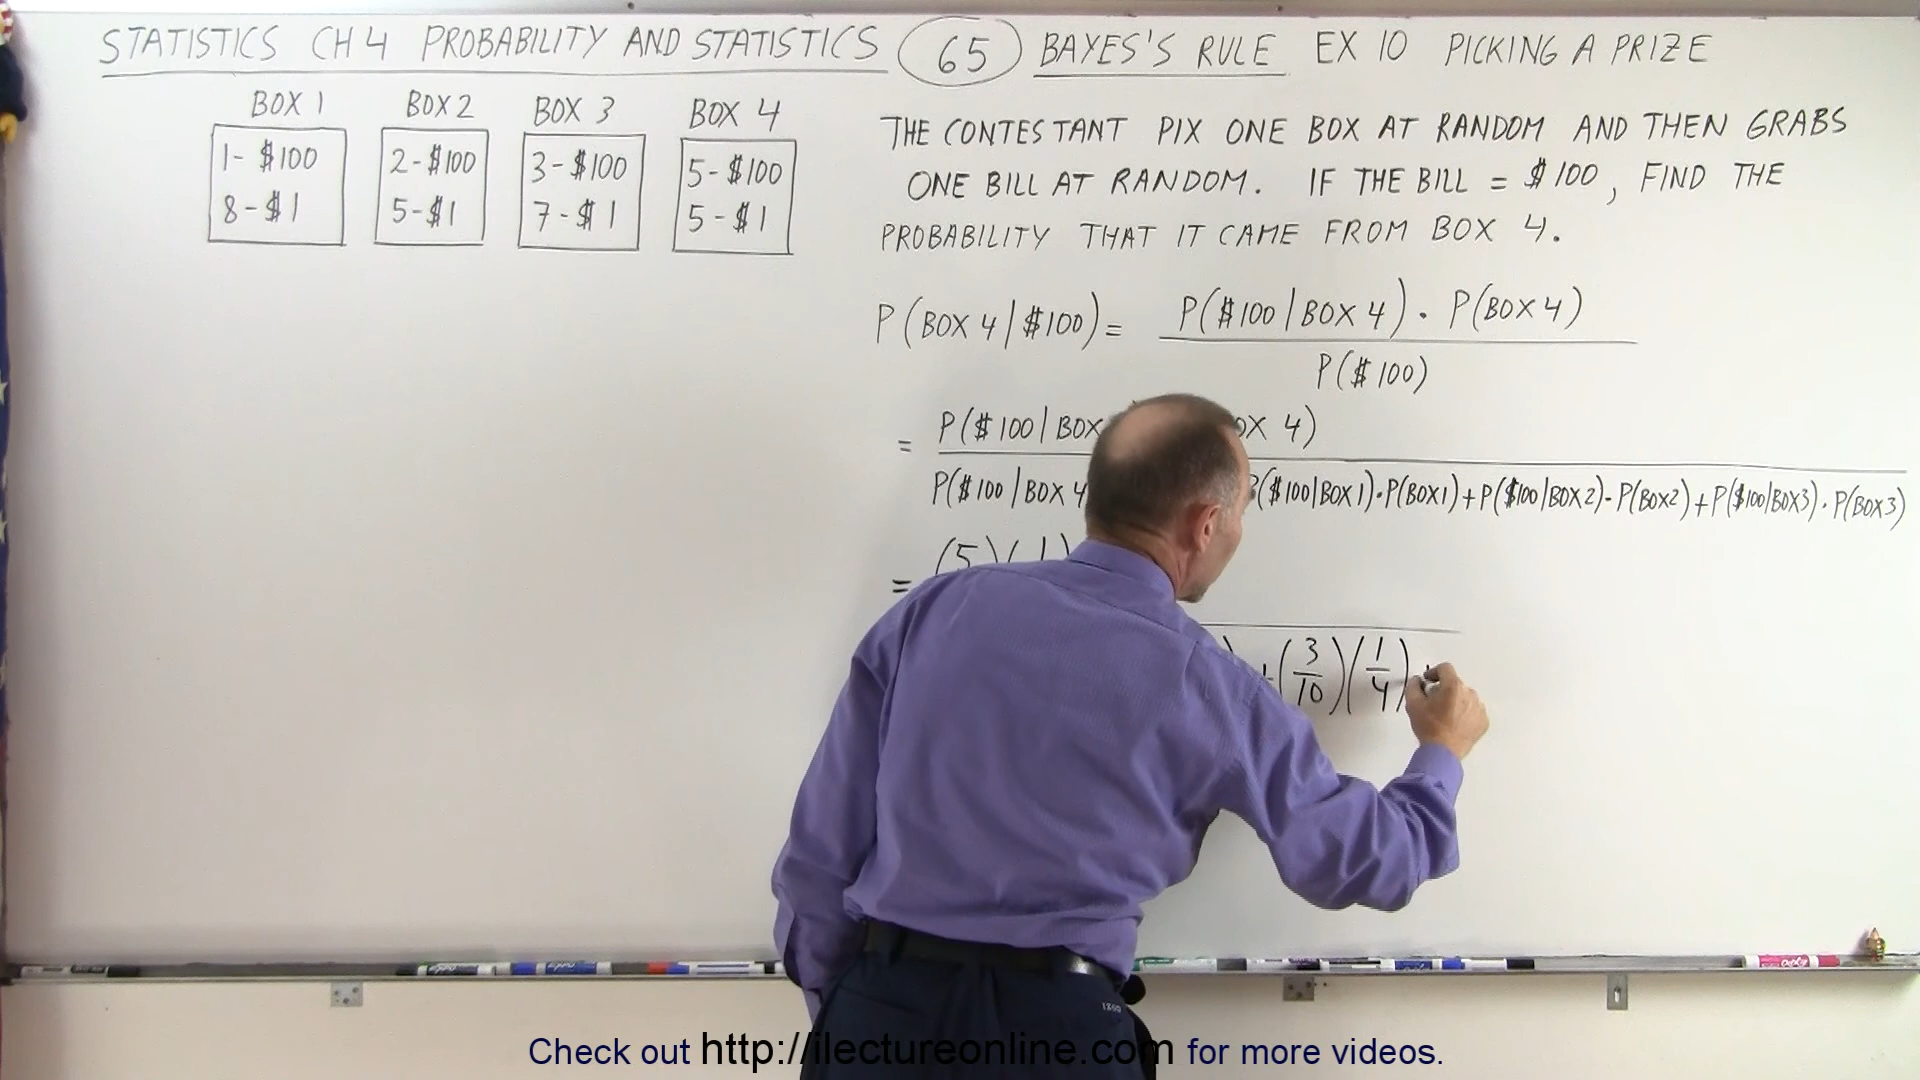 STATISTICS CH 4 PROBABILITY AND STATISTICS 65 BAYES'S RULE EX 10 PICKING A PRIZE
BOX 1 BOX 2 BOX 3 BOX 4
1 - $100 2 - $100 3 - $100 5 - $100
8 - $1 5 - $1 7 - $1 5 - $1
THE CONTESTANT PIX ONE BOX AT RANDOM AND THEN GRABS
ONE BILL AT RANDOM. IF THE BILL = $100, FIND THE
PROBABILITY THAT IT CAME FROM BOX 4.
P(BOX 4 | $100) = P($100 | BOX 4) · P(BOX 4)
P($100)
= P($100 | BOX 4)
P($100 | BOX 4 ($100|BOX 1) · P(BOX 1) + P($100|BOX 2) · P(BOX 2) + P($100|BOX 3) · P(BOX 3)
= (5 ( 1 )
+ (3/10) (1/4)
IZOD
Check out http://ilectureonline.com for more videos.